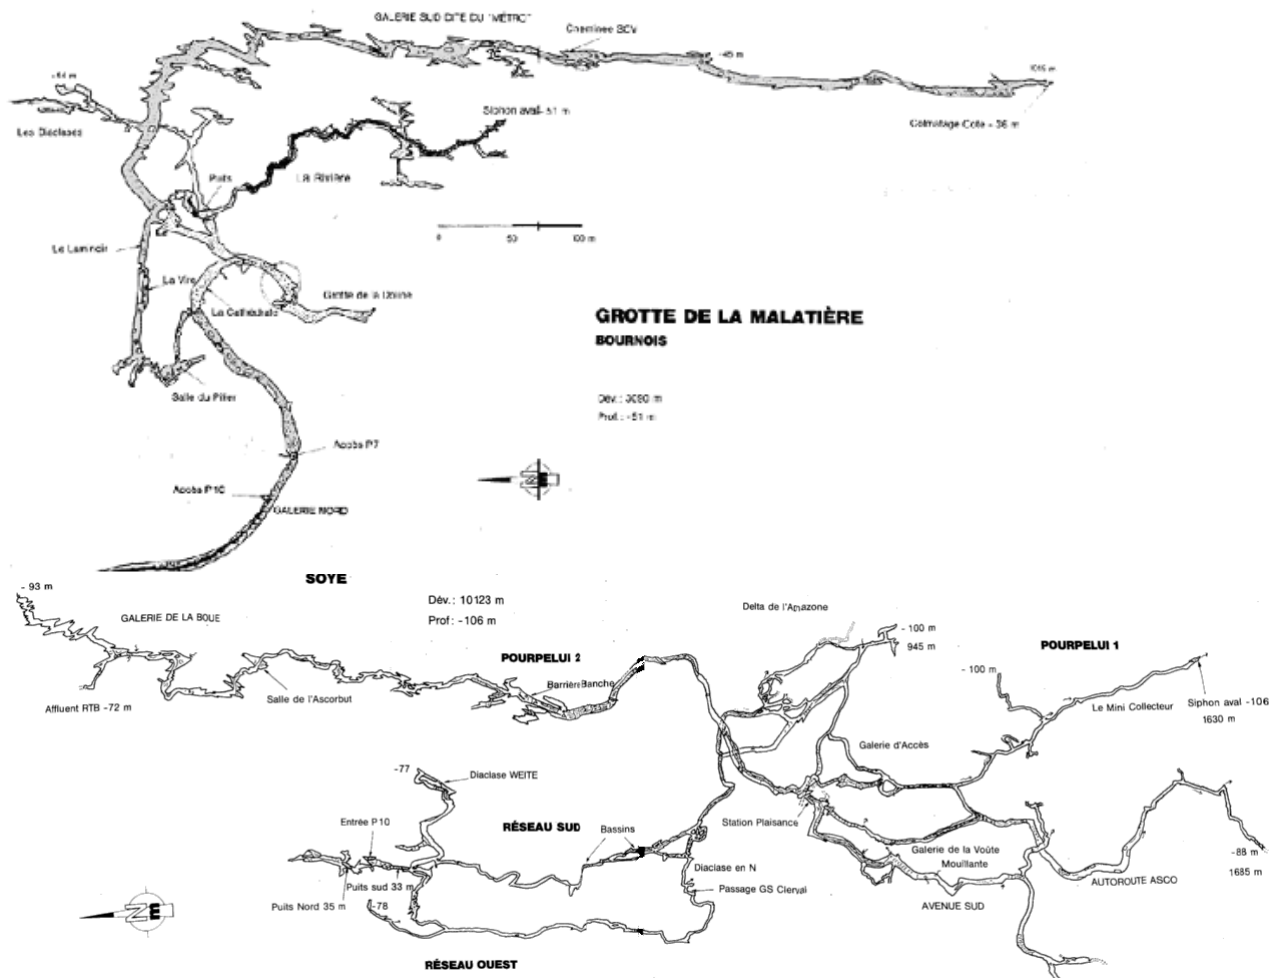 GALERIE SUD DITE DU "MÉTRO"
Cheminée SCV
-45 m
Colmatage Cote - 36 m
Les Diaclases
Siphon aval - 51 m
Puits
La Rivière
0 50 100 m
Le Laminoir
La Vire
La Cathédrale
Grotte de la Doline
GROTTE DE LA MALATIÈRE
BOURNOIS
Prof. : -51 m
Salle du Pilier
Accès P7
GALERIE NORD
N
SOYE
- 93 m
GALERIE DE LA BOUE
Dév. : 10123 m
Prof : -106 m
Delta de l'Amazone
- 100 m
945 m
POURPELUI 1
POURPELUI 2
- 100 m
Barrière Banche
Salle de l'Ascorbut
Affluent RTB -72 m
Le Mini Collecteur
Siphon aval -106
1630 m
Galerie d'Accès
-77
Diaclase WEITE
Entrée P10
RÉSEAU SUD
Bassins
Station Plaisance
Galerie de la Voûte
Mouillante
Diaclase en N
Passage GS Clerval
-88 m
1685 m
AUTOROUTE ASCO
AVENUE SUD
Puits sud 33 m
Puits Nord 35 m
-78
N
RÉSEAU OUEST